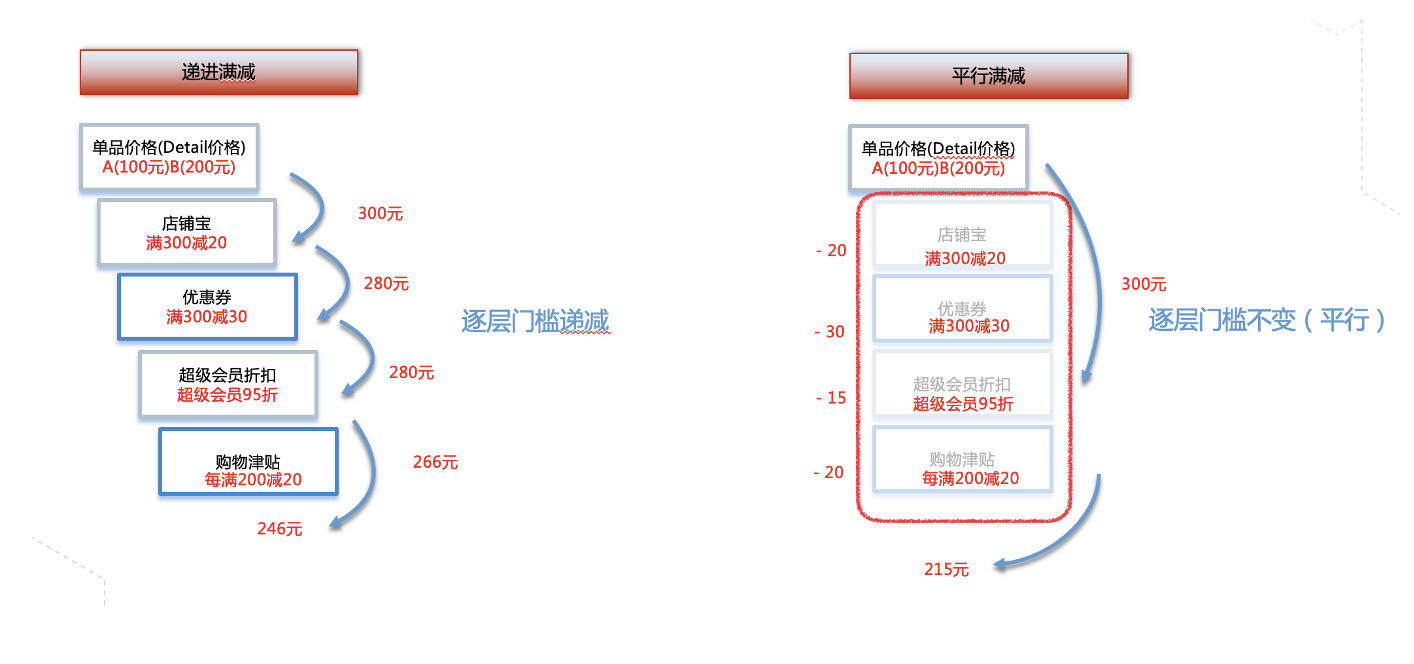 递进满减
单品价格(Detail价格)
A(100元)B(200元)
300元
店铺宝
满300减20
280元
优惠券
满300减30
逐层门槛递减
280元
超级会员折扣
超级会员95折
266元
购物津贴
每满200减20
246元
平行满减
单品价格(Detail价格)
A(100元)B(200元)
店铺宝
- 20
满300减20
300元
优惠券
满300减30
- 30
逐层门槛不变（平行）
超级会员折扣
- 15
超级会员95折
购物津贴
- 20
每满200减20
215元